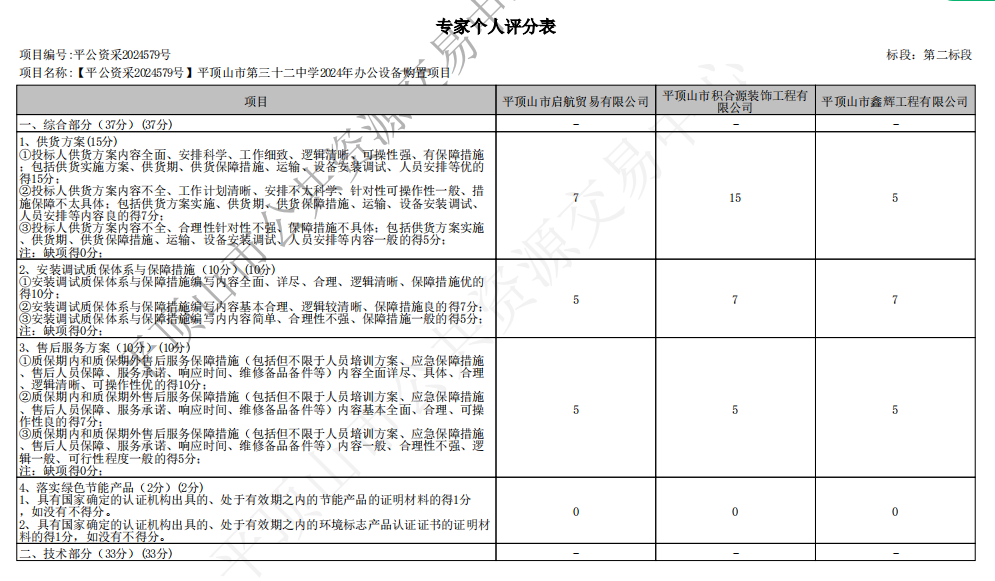 专家个人评分表
项目编号:平公资采2024579号
标段：第二标段
项目名称:【平公资采2024579号】平顶山市第三十二中学2024年办公设备购置项目
项目
平顶山市启航贸易有限公司
平顶山市积合源装饰工程有
限公司
平顶山市鑫辉工程有限公司
一、综合部分（37分）(37分)
-
-
-
1、供货方案(15分)
①投标人供货方案内容全面、安排科学、工作细致、逻辑清晰、可操性强、有保障措施
；包括供货实施方案、供货期、供货保障措施、运输、设备安装调试、人员安排等优的
得15分；
②投标人供货方案内容不全、工作计划清晰、安排不太科学、针对性可操作性一般、措
施保障不太具体；包括供货方案实施、供货期、供货保障措施、运输、设备安装调试、
人员安排等内容良的得7分；
③投标人供货方案内容不全、合理性针对性不强、保障措施不具体；包括供货方案实施
、供货期、供货保障措施、运输、设备安装调试、人员安排等内容一般的得5分；
注：缺项得0分；
7
15
5
2、安装调试质保体系与保障措施（10分）(10分)
①安装调试质保体系与保障措施编写内容全面、详尽、合理、逻辑清晰、保障措施优的
得10分；
②安装调试质保体系与保障措施编写内容基本合理、逻辑较清晰、保障措施良的得7分；
③安装调试质保体系与保障措施编写内内容简单、合理性不强、保障措施一般的得5分；
注：缺项得0分；
5
7
7
3、售后服务方案（10分）(10分)
①质保期内和质保期外售后服务保障措施（包括但不限于人员培训方案、应急保障措施
、售后人员保障、服务承诺、响应时间、维修备品备件等）内容全面详尽、具体、合理
、逻辑清晰、可操作性优的得10分；
②质保期内和质保期外售后服务保障措施（包括但不限于人员培训方案、应急保障措施
、售后人员保障、服务承诺、响应时间、维修备品备件等）内容基本全面、合理、可操
作性良的得7分；
③质保期内和质保期外售后服务保障措施（包括但不限于人员培训方案、应急保障措施
、售后人员保障、服务承诺、响应时间、维修备品备件等）内容一般、合理性不强、逻
辑一般、可行性程度一般的得5分；
注：缺项得0分；
5
5
5
4、落实绿色节能产品（2分）(2分)
1、具有国家确定的认证机构出具的、处于有效期之内的节能产品的证明材料的得1分
，如没有不得分。
2、具有国家确定的认证机构出具的、处于有效期之内的环境标志产品认证证书的证明材
料的得1分，如没有不得分。
0
0
0
二、技术部分（33分）(33分)
-
-
-
平顶山市公共资源交易中
平顶山市公共资源交易中心